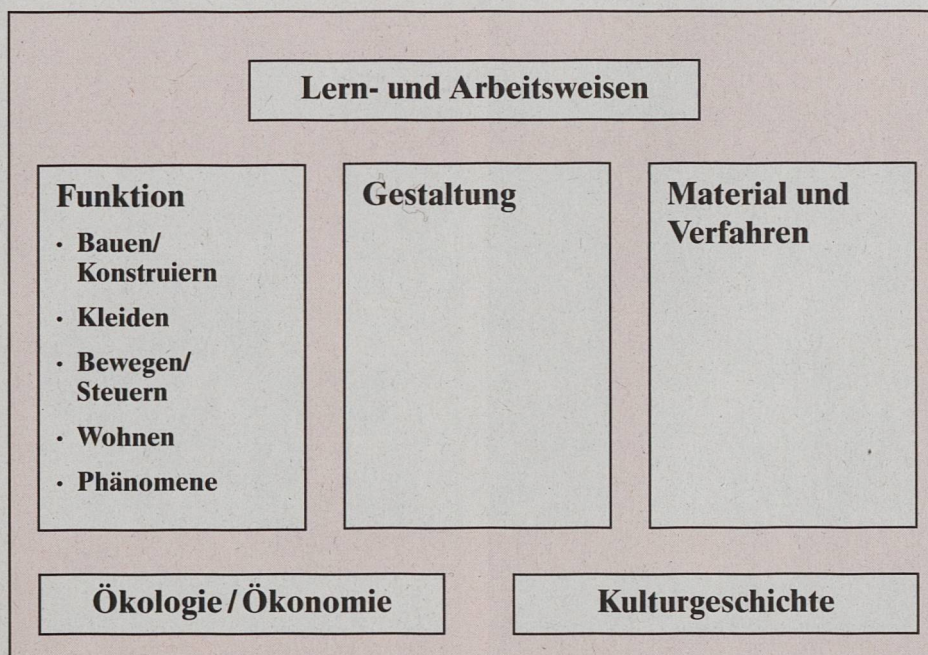 Lern- und Arbeitsweisen
Funktion
· Bauen/
Konstruiern
· Kleiden
· Bewegen/
Steuern
· Wohnen
· Phänomene
Gestaltung
Material und
Verfahren
Ökologie / Ökonomie
Kulturgeschichte